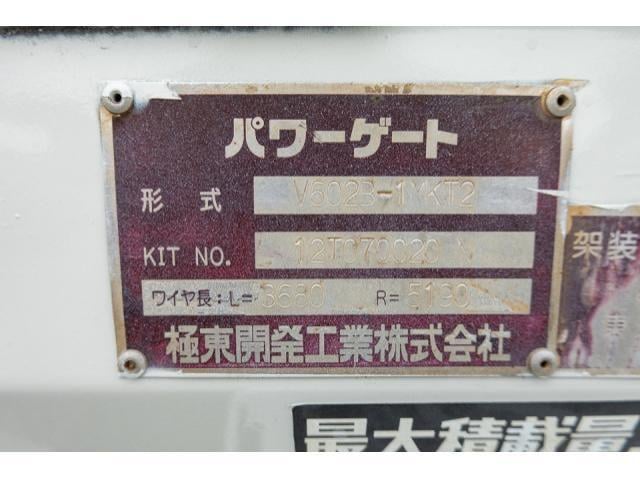 パワーゲート
形式 V602B-1YKT2
KIT NO. 12T070020 N
ワイヤ長:L= 3680 R= 5190
極東開発工業株式会社
架装
最大積載量